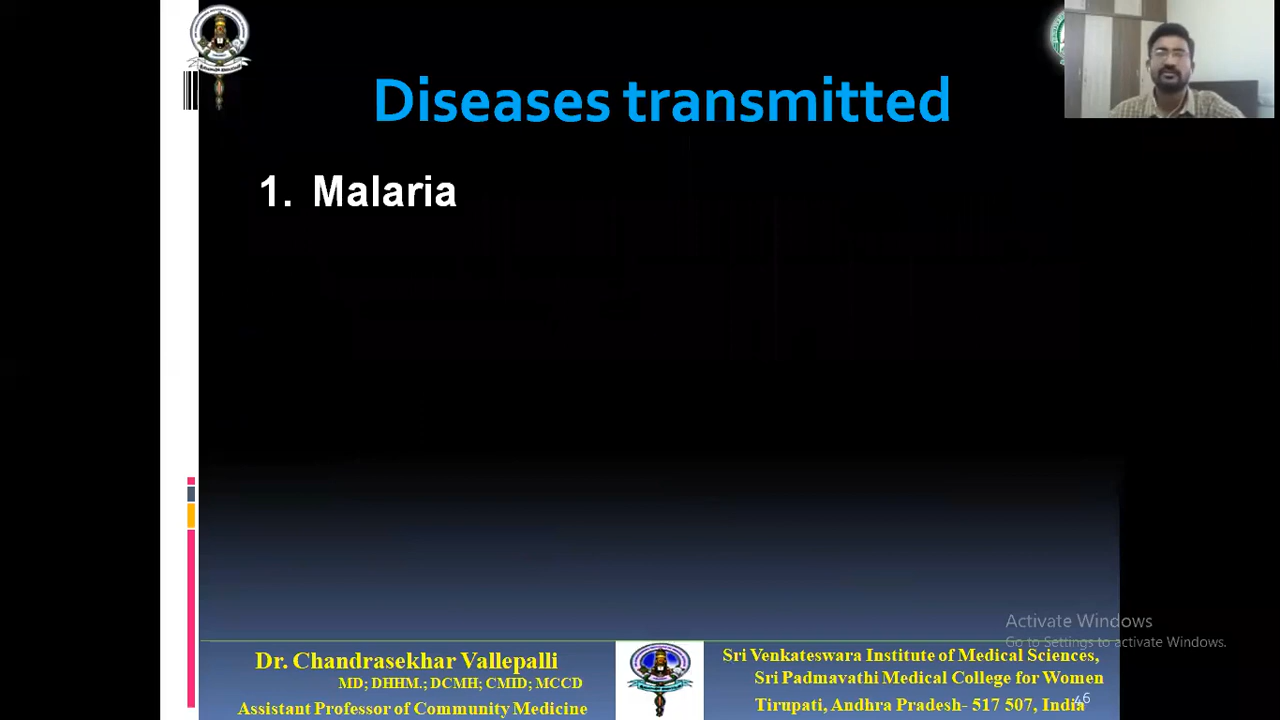 Diseases transmitted
1. Malaria
Activate Windows
Go to Settings to activate Windows.
Dr. Chandrasekhar Vallepalli
MD; DHHM.; DCMH; CMID; MCCD
Assistant Professor of Community Medicine
Sri Venkateswara Institute of Medical Sciences,
Sri Padmavathi Medical College for Women
Tirupati, Andhra Pradesh- 517 507, India
46